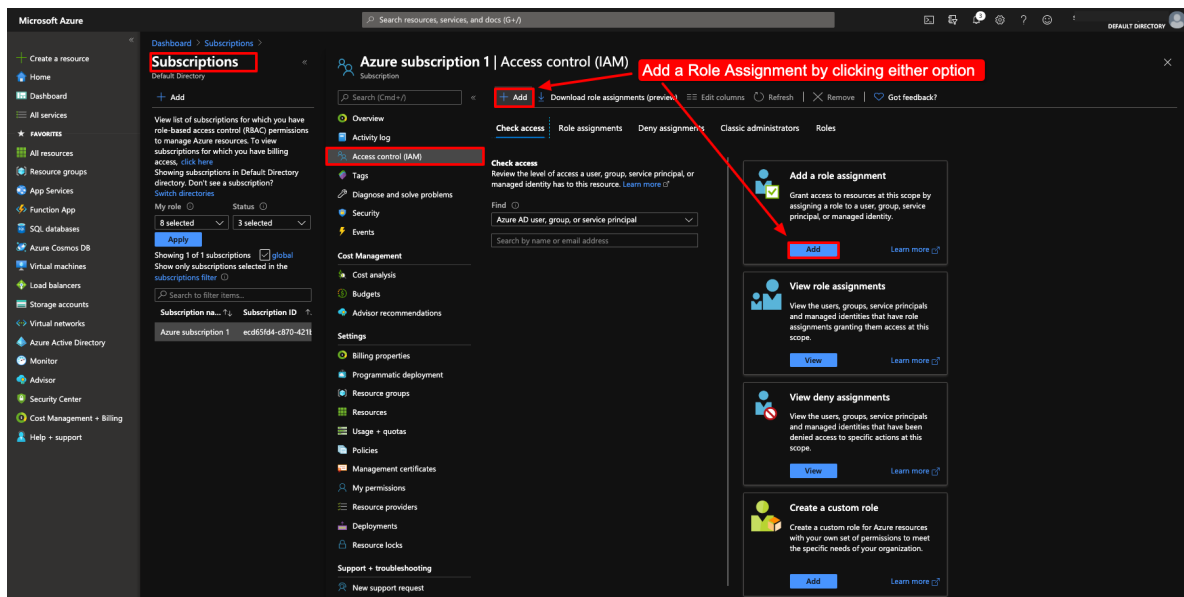 Microsoft Azure
Search resources, services, and docs (G+/)
3
?
DEFAULT DIRECTORY
Create a resource
Home
Dashboard
All services
FAVORITES
All resources
Resource groups
App Services
Function App
SQL databases
Azure Cosmos DB
Virtual machines
Load balancers
Storage accounts
Virtual networks
Azure Active Directory
Monitor
Advisor
Security Center
Cost Management + Billing
Help + support
Dashboard > Subscriptions >
Subscriptions
Default Directory
+ Add
View list of subscriptions for which you have
role-based access control (RBAC) permissions
to manage Azure resources. To view
subscriptions for which you have billing
access, click here
Showing subscriptions in Default Directory
directory. Don't see a subscription?
Switch directories
My role Status
8 selected 3 selected
Apply
Showing 1 of 1 subscriptions global
Show only subscriptions selected in the
subscriptions filter
Search to filter items...
Subscription na... Subscription ID
Azure subscription 1 ecd65fd4-c870-421b
Azure subscription 1 | Access control (IAM)
Subscription
Add a Role Assignment by clicking either option
Search (Cmd+/)
Overview
Activity log
Access control (IAM)
Tags
Diagnose and solve problems
Security
Events
Cost Management
Cost analysis
Budgets
Advisor recommendations
Settings
Billing properties
Programmatic deployment
Resource groups
Resources
Usage + quotas
Policies
Management certificates
My permissions
Resource providers
Deployments
Resource locks
Support + troubleshooting
New support request
+ Add Download role assignments (preview) Edit columns Refresh Remove Got feedback?
Check access Role assignments Deny assignments Classic administrators Roles
Check access
Review the level of access a user, group, service principal, or
managed identity has to this resource. Learn more
Find
Azure AD user, group, or service principal
Search by name or email address
Add a role assignment
Grant access to resources at this scope by
assigning a role to a user, group, service
principal, or managed identity.
Add Learn more
View role assignments
View the users, groups, service principals
and managed identities that have role
assignments granting them access at this
scope.
View Learn more
View deny assignments
View the users, groups, service principals
and managed identities that have been
denied access to specific actions at this
scope.
View Learn more
Create a custom role
Create a custom role for Azure resources
with your own set of permissions to meet
the specific needs of your organization.
Add Learn more